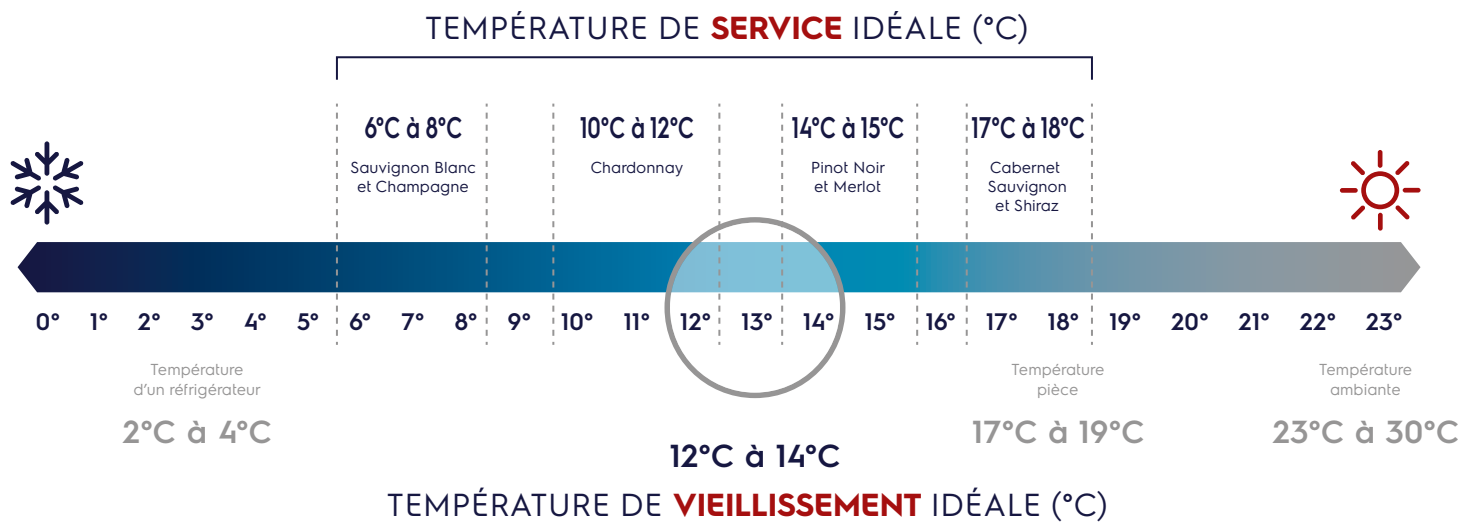 TEMPÉRATURE DE SERVICE IDÉALE (°C)
6°C à 8°C
Sauvignon Blanc
et Champagne
10°C à 12°C
Chardonnay
14°C à 15°C
Pinot Noir
et Merlot
17°C à 18°C
Cabernet
Sauvignon
et Shiraz
0° 1° 2° 3° 4° 5° 6° 7° 8° 9° 10° 11° 12° 13° 14° 15° 16° 17° 18° 19° 20° 21° 22° 23°
Température
d'un réfrigérateur
2°C à 4°C
Température
pièce
17°C à 19°C
Température
ambiante
23°C à 30°C
12°C à 14°C
TEMPÉRATURE DE VIEILLISSEMENT IDÉALE (°C)